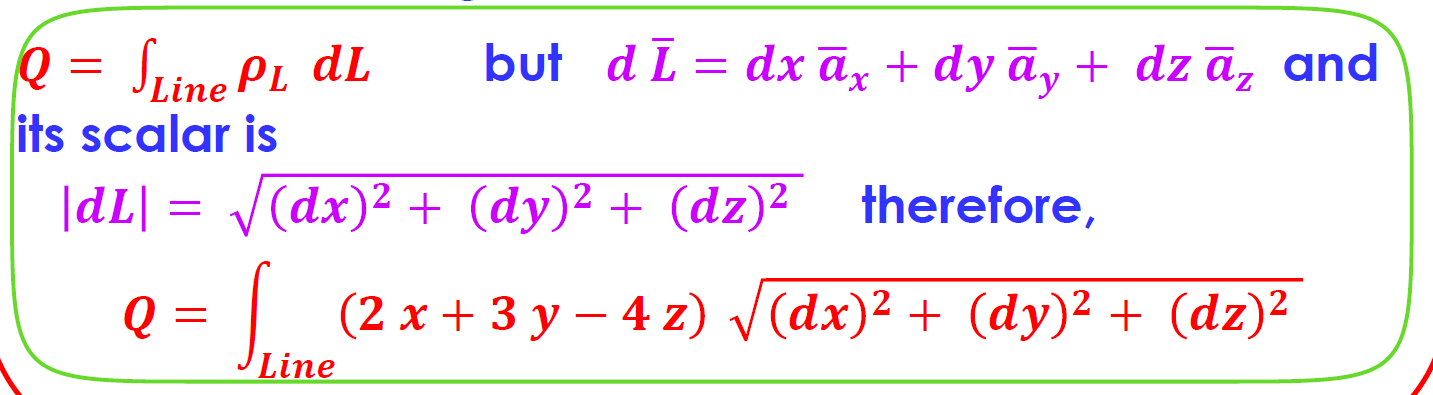 Q = ∫_Line ρ_L dL but d L̄ = dx ā_x + dy ā_y + dz ā_z and
its scalar is
|dL| = √((dx)² + (dy)² + (dz)²) therefore,
Q = ∫_Line (2 x + 3 y − 4 z) √((dx)² + (dy)² + (dz)²)